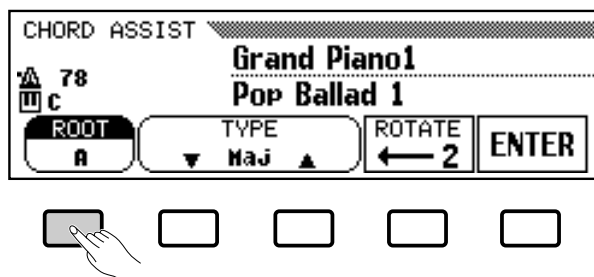 CHORD ASSIST
Grand Piano1
78
C
Pop Ballad 1
ROOT TYPE ROTATE
A ▼ Maj ▲ ← 2 ENTER